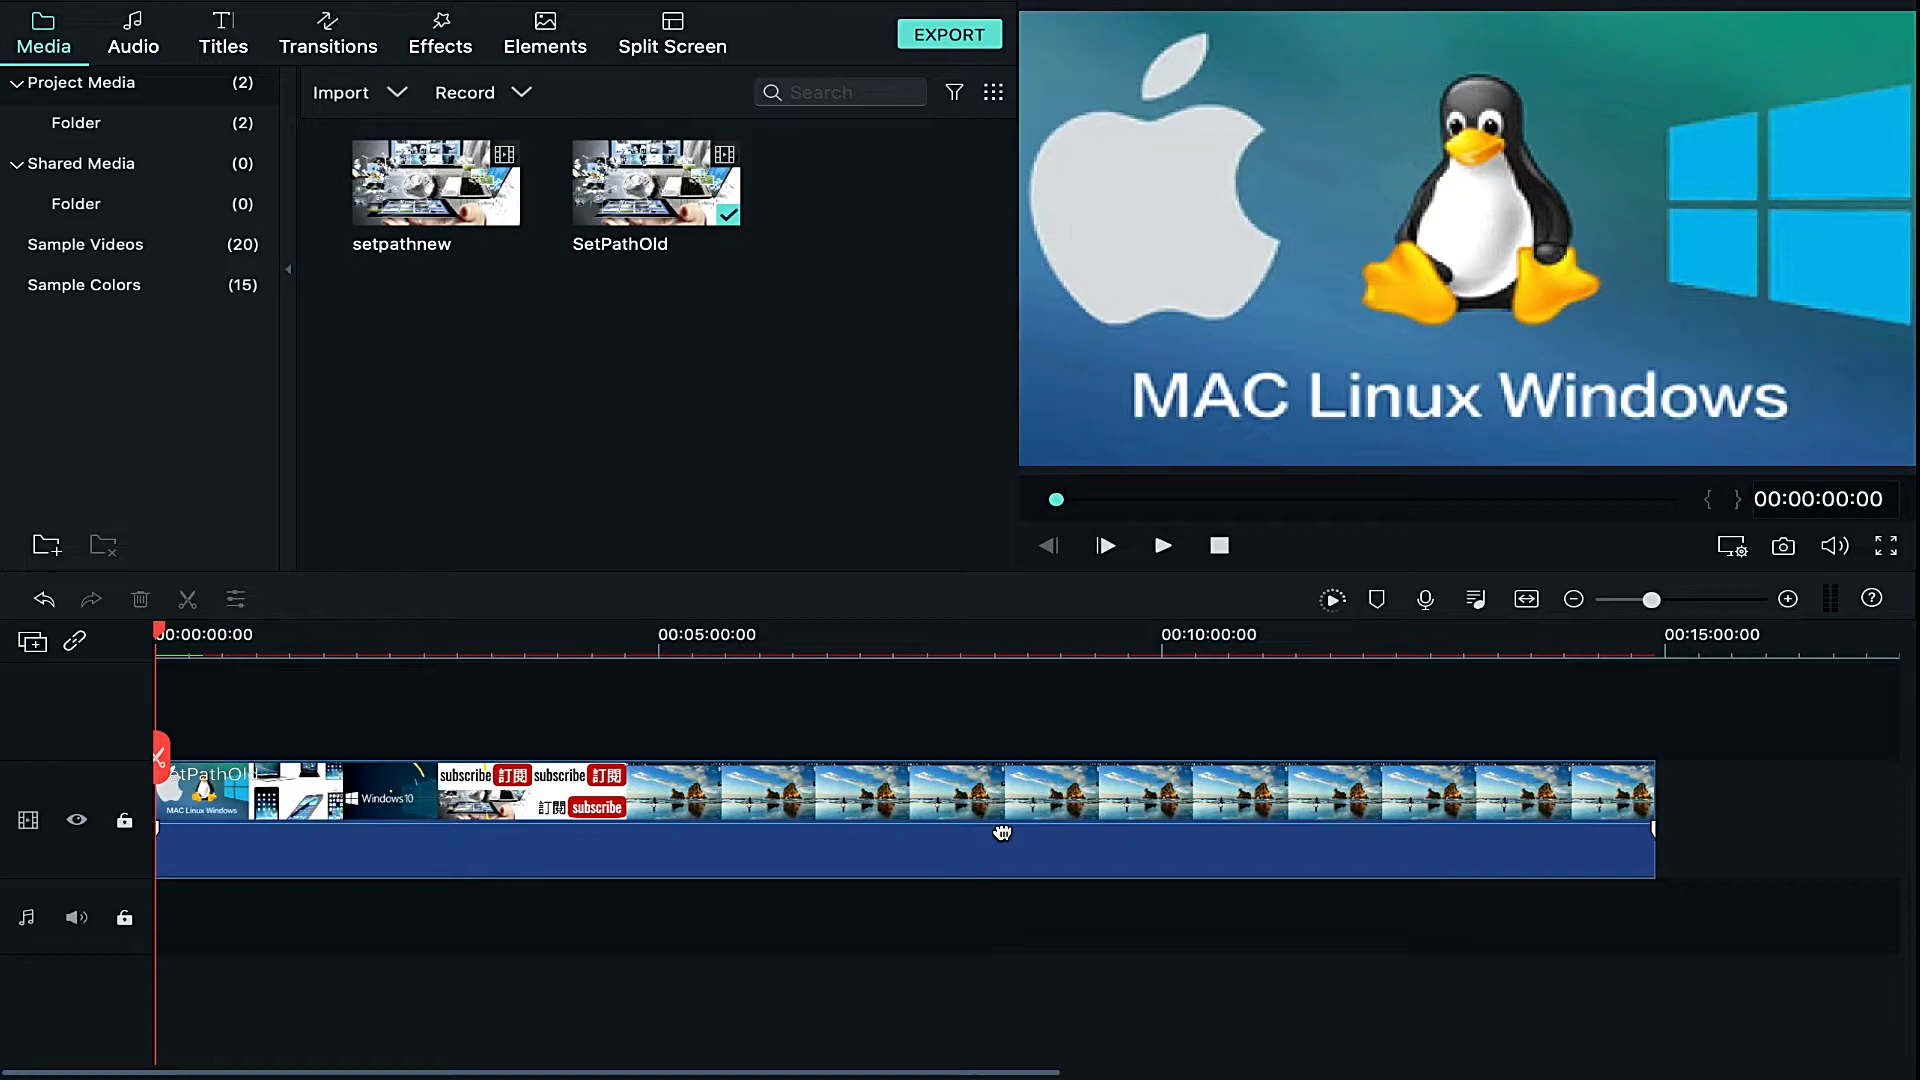 Media
Audio
Titles
Transitions
Effects
Elements
Split Screen
EXPORT
Project Media (2)
Folder (2)
Shared Media (0)
Folder (0)
Sample Videos (20)
Sample Colors (15)
Import
Record
Search
setpathnew
SetPathOld
MAC Linux Windows
00:00:00:00
00:00:00:00
00:05:00:00
00:10:00:00
00:15:00:00
etPathOld
MAC Linux Windows
Windows 10
subscribe 訂閱 subscribe 訂閱
訂閱 subscribe